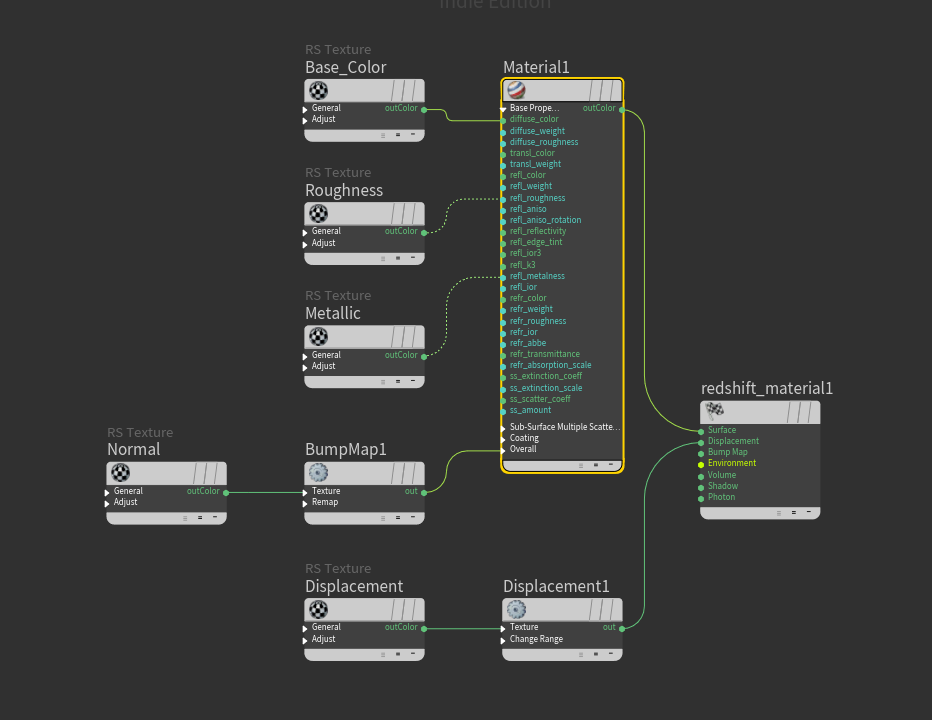 Indie Edition
RS Texture
Base_Color
General outColor
Adjust
RS Texture
Roughness
General outColor
Adjust
RS Texture
Metallic
General outColor
Adjust
RS Texture
Normal
General outColor
Adjust
BumpMap1
Texture out
Remap
RS Texture
Displacement
General outColor
Adjust
Material1
Base Prope... outColor
diffuse_color
diffuse_weight
diffuse_roughness
transl_color
transl_weight
refl_color
refl_weight
refl_roughness
refl_aniso
refl_aniso_rotation
refl_reflectivity
refl_edge_tint
refl_ior3
refl_k3
refl_metalness
refl_ior
refr_color
refr_weight
refr_roughness
refr_ior
refr_abbe
refr_transmittance
refr_absorption_scale
ss_extinction_coeff
ss_extinction_scale
ss_scatter_coeff
ss_amount
Sub-Surface Multiple Scatte...
Coating
Overall
Displacement1
Texture out
Change Range
redshift_material1
Surface
Displacement
Bump Map
Environment
Volume
Shadow
Photon